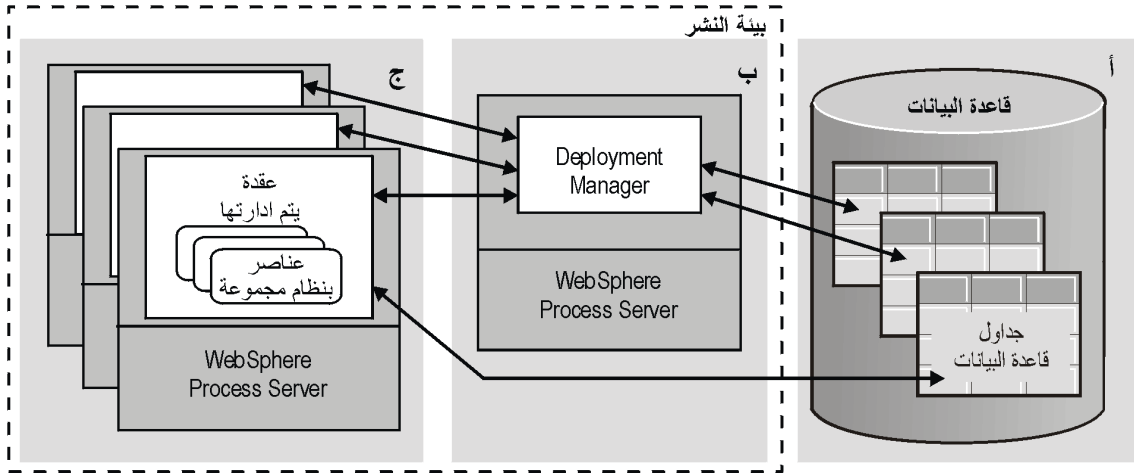 بيئة النشر
أ
قاعدة البيانات
جداول
قاعدة البيانات
ب
Deployment
Manager
WebSphere
Process Server
ج
عقدة
يتم ادارتها
عناصر
بنظام مجموعة
WebSphere
Process Server